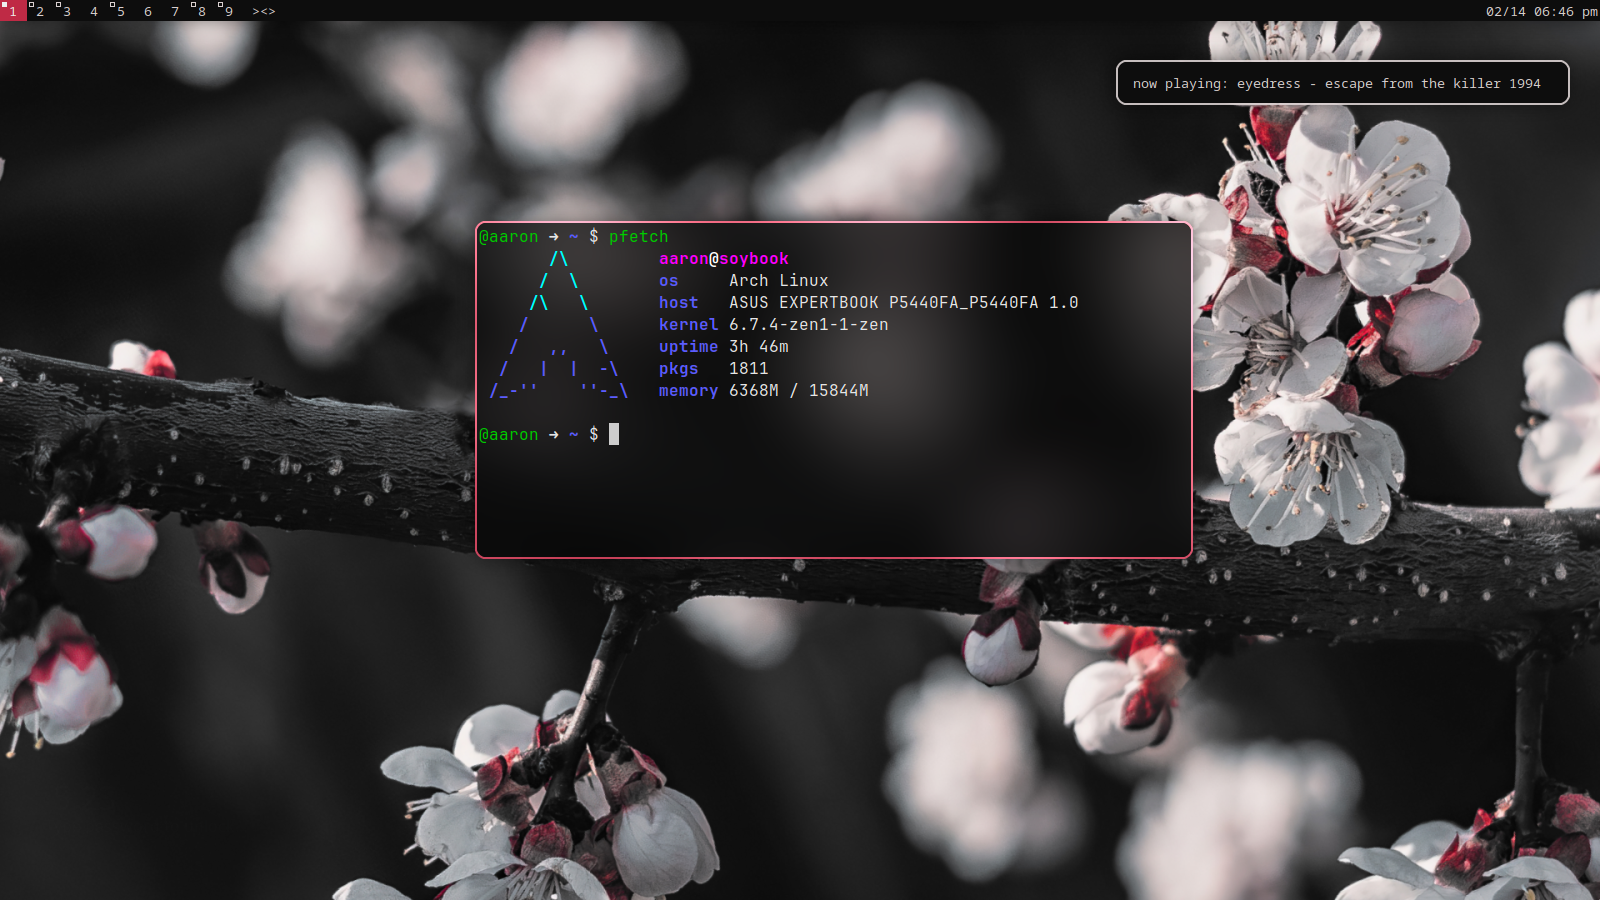 1 2 3 4 5 6 7 8 9 ><> 02/14 06:46 pm
now playing: eyedress - escape from the killer 1994
@aaron → ~ $ pfetch
/\ aaron@soybook
/  \ os Arch Linux
/\   \ host ASUS EXPERTBOOK P5440FA_P5440FA 1.0
/      \ kernel 6.7.4-zen1-1-zen
/   ,,   \ uptime 3h 46m
/   |  |  -\ pkgs 1811
/_-''    ''-_\ memory 6368M / 15844M
@aaron → ~ $